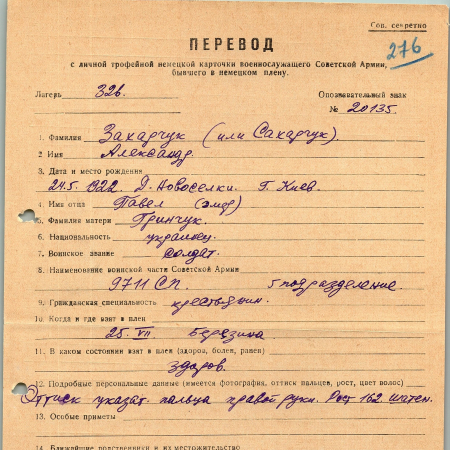 Сов. секретно
276
ПЕРЕВОД
с личной трофейной немецкой карточки военнослужащего Советской Армии,
бывшего в немецком плену.
Лагерь 326. Опознавательный знак
№ 20135.
1. Фамилия Захарчук (или Сахарчук).
2 Имя Александр.
3. Дата и место рождения
24.5.1922. Д. Новоселки. Г. Киев.
4. Имя отца Павел (умер)
5. Фамилия матери Гринчук.
6. Национальность украинец.
7. Воинское звание солдат.
8. Наименование воинской части Советской Армии
9711 СП. 5 подразделение
9. Гражданская специальность крестьянин.
10. Когда и где взят в плен
25. VII Березина
11. В каком состоянии взят в плен (здоров, болен, ранен)
здоров.
12. Подробные персональные данные (имеется фотография, оттиск пальцев, рост, цвет волос)
Оттиск указат. пальца правой руки. Рост 162. Шатен.
13. Особые приметы
14. Ближайшие родственники и их местожительство